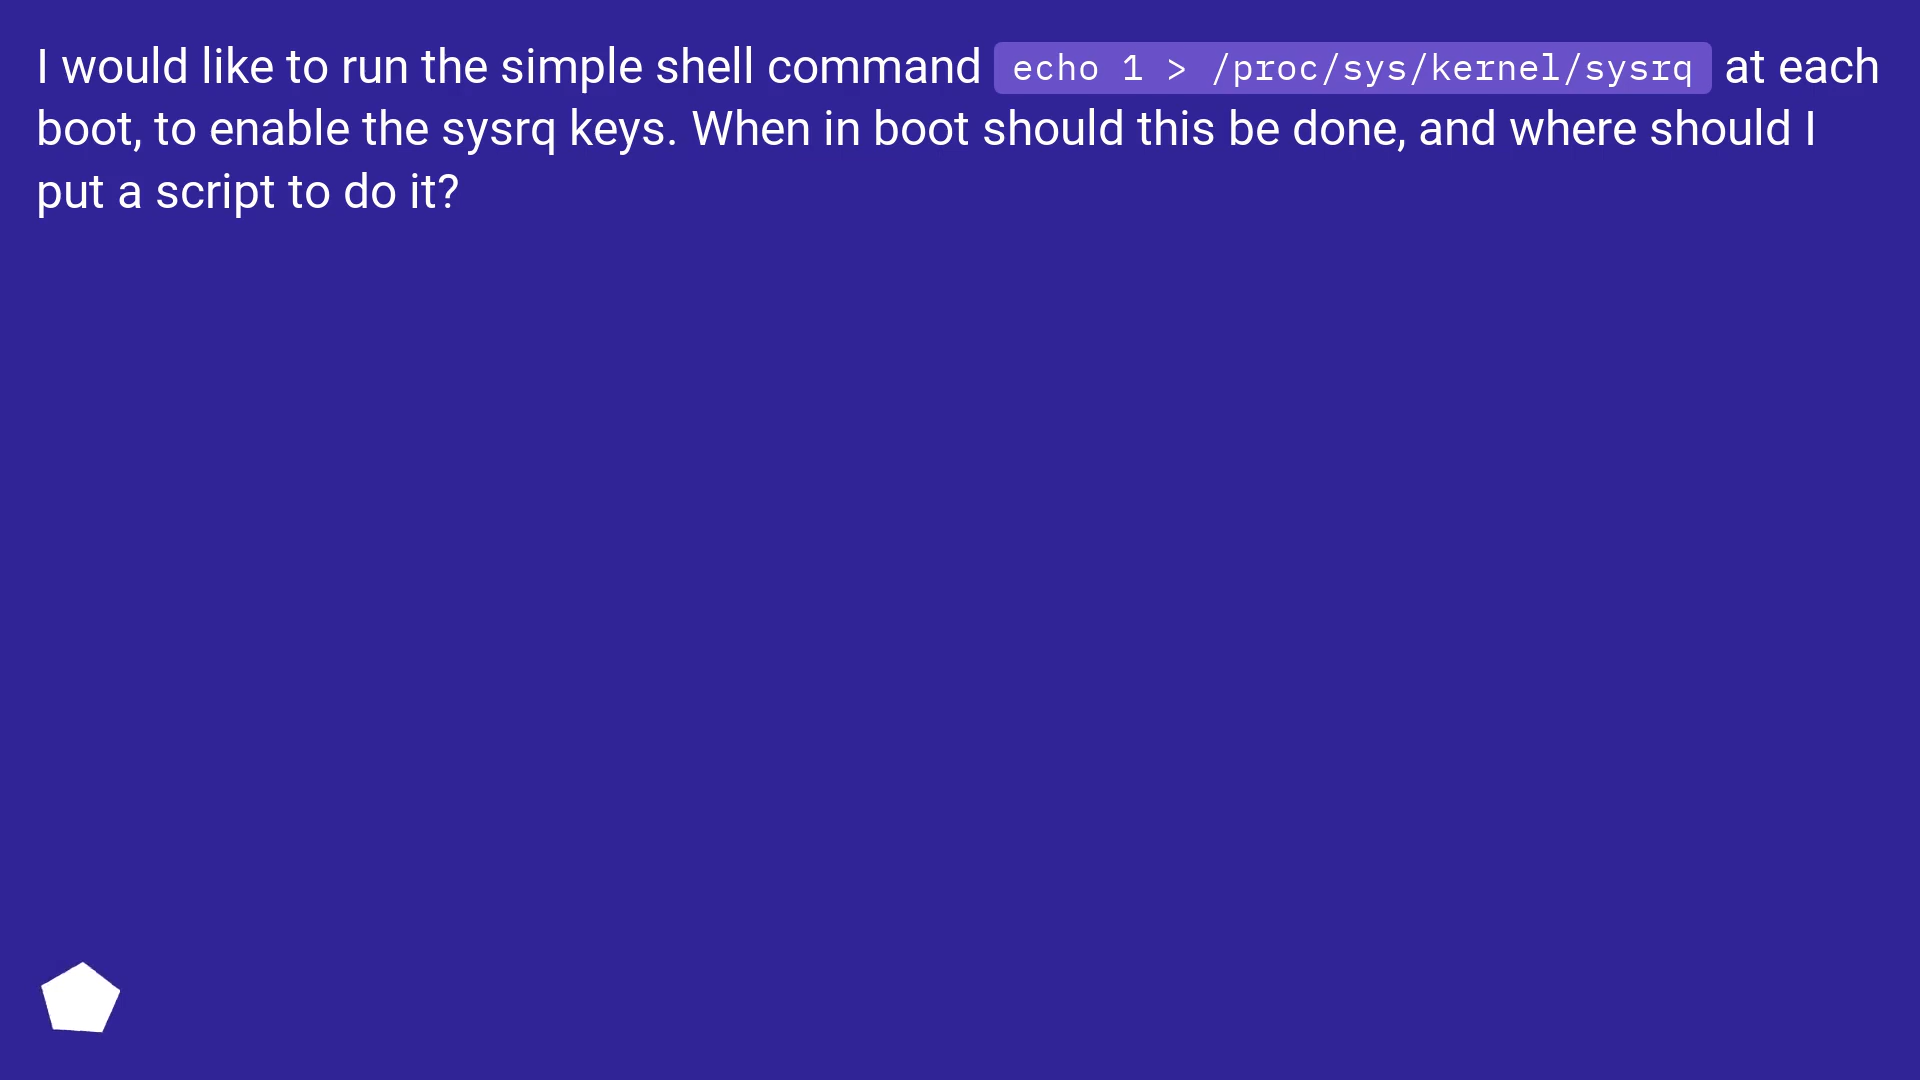 I would like to run the simple shell command echo 1 > /proc/sys/kernel/sysrq at each
boot, to enable the sysrq keys. When in boot should this be done, and where should I
put a script to do it?